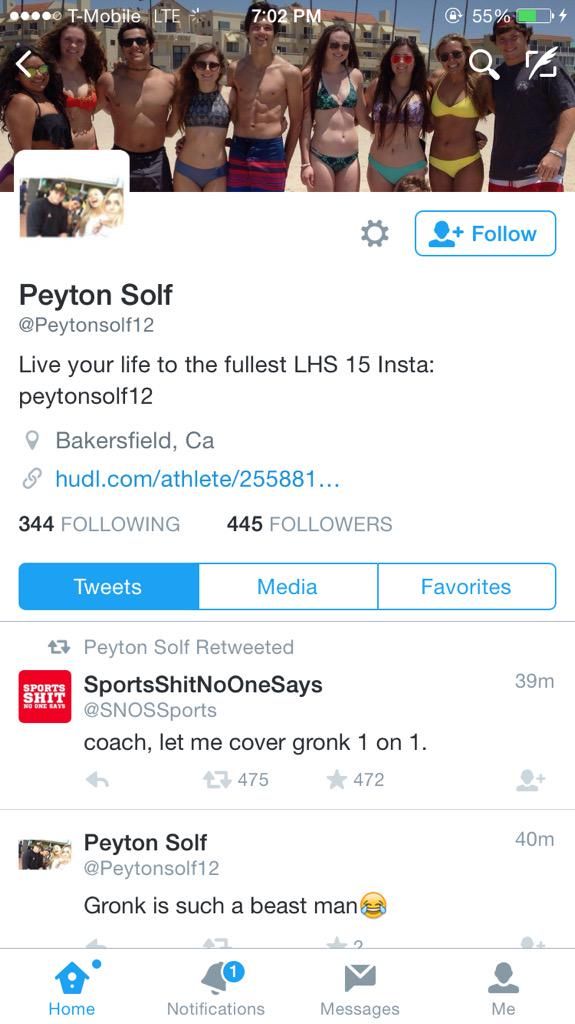 T-Mobile LTE 7:02 PM 55%
Follow
Peyton Solf
@Peytonsolf12
Live your life to the fullest LHS 15 Insta:
peytonsolf12
Bakersfield, Ca
hudl.com/athlete/255881…
344 FOLLOWING 445 FOLLOWERS
Tweets Media Favorites
Peyton Solf Retweeted
SPORTS
SHIT
NO ONE SAYS
SportsShitNoOneSays 39m
@SNOSSports
coach, let me cover gronk 1 on 1.
475 472
Peyton Solf 40m
@Peytonsolf12
Gronk is such a beast man😂
2
1
Home Notifications Messages Me